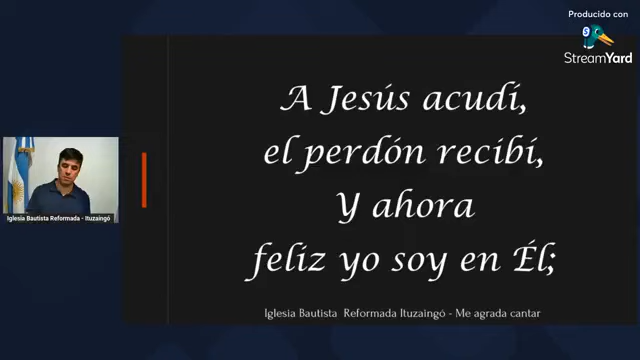 Producido con
StreamYard
A Jesús acudí,
el perdón recibí,
Y ahora
feliz yo soy en Él;
Iglesia Bautista Reformada - Ituzaingó
Iglesia Bautista Reformada Ituzaingó - Me agrada cantar